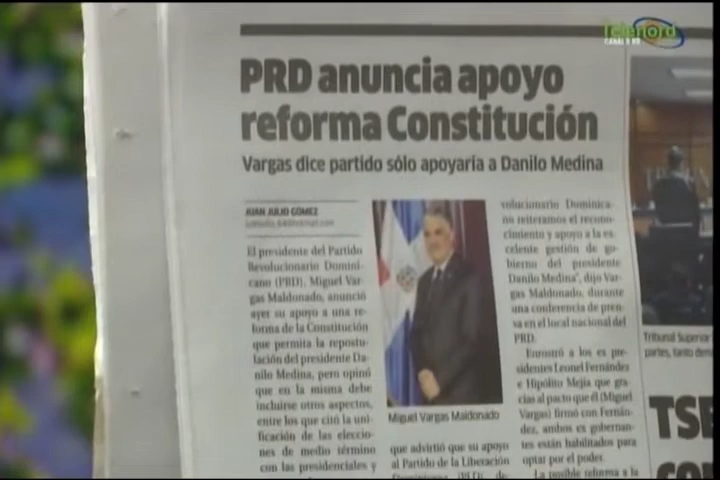 Telenord
PRD anuncia apoyo
reforma Constitución
Vargas dice partido sólo apoyaría a Danilo Medina
JUAN JULIO GÓMEZ
El presidente del Partido
Revolucionario Domini-
cano (PRD), Miguel Var-
gas Maldonado, anunció
ayer su apoyo a una re-
forma de la Constitución
que permita la repostu-
lación del presidente Da-
nilo Medina, pero opinó
que en la misma debe
incluirse otros aspectos,
entre los que citó la uni-
ficación de las eleccio-
nes de medio término
con las presidenciales y
Miguel Vargas Maldonado
que advirtió que su apoyo
al Partido de la Liberación
volucionario Dominica-
no reiteramos el recono-
cimiento y apoyo a la ex-
celente gestión de go-
bierno del presidente
Danilo Medina", dijo Var-
gas Maldonado, durante
una conferencia de pren-
sa en el local nacional del
PRD.
Enrostró a los ex pre-
sidentes Leonel Fernández
e Hipólito Mejía que gra-
cias al pacto que él (Miguel
Vargas) firmó con Fernán-
dez, ambos ex gobernan-
tes están habilitados para
optar por el poder.
La posible reforma a la
Tribunal Superior
partes, tanto
TSE